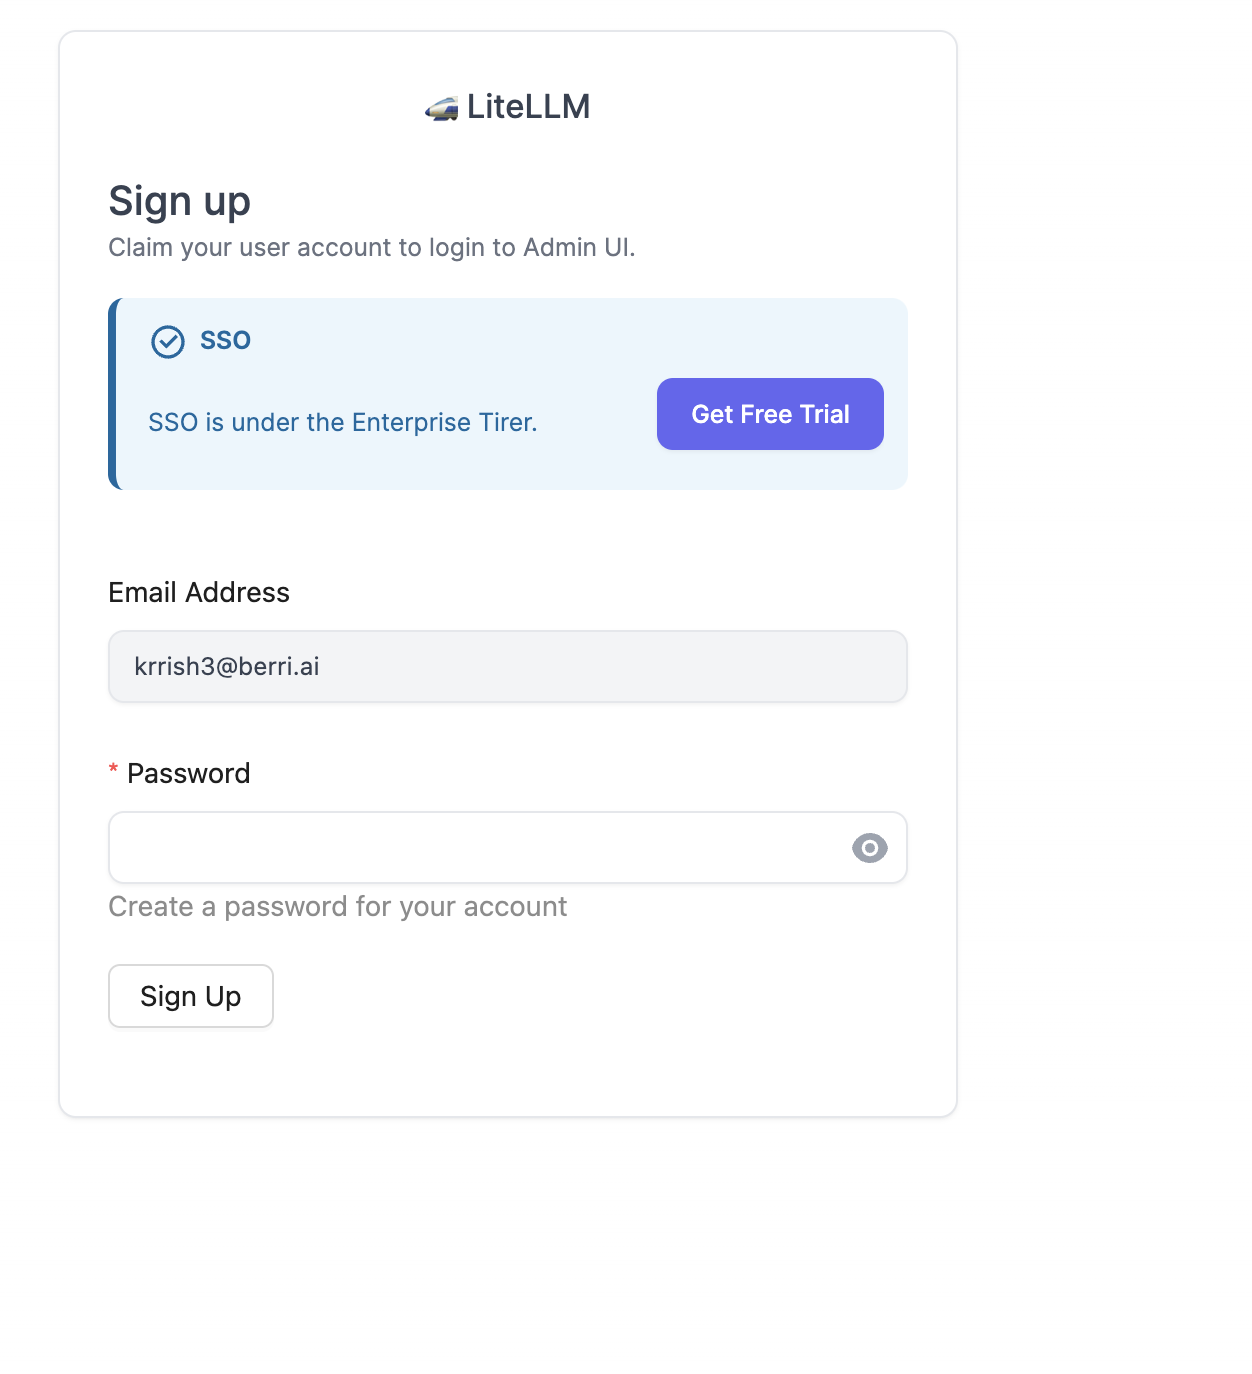 🚅 LiteLLM
Sign up
Claim your user account to login to Admin UI.
SSO
SSO is under the Enterprise Tirer.
Get Free Trial
Email Address
krrish3@berri.ai
* Password
Create a password for your account
Sign Up